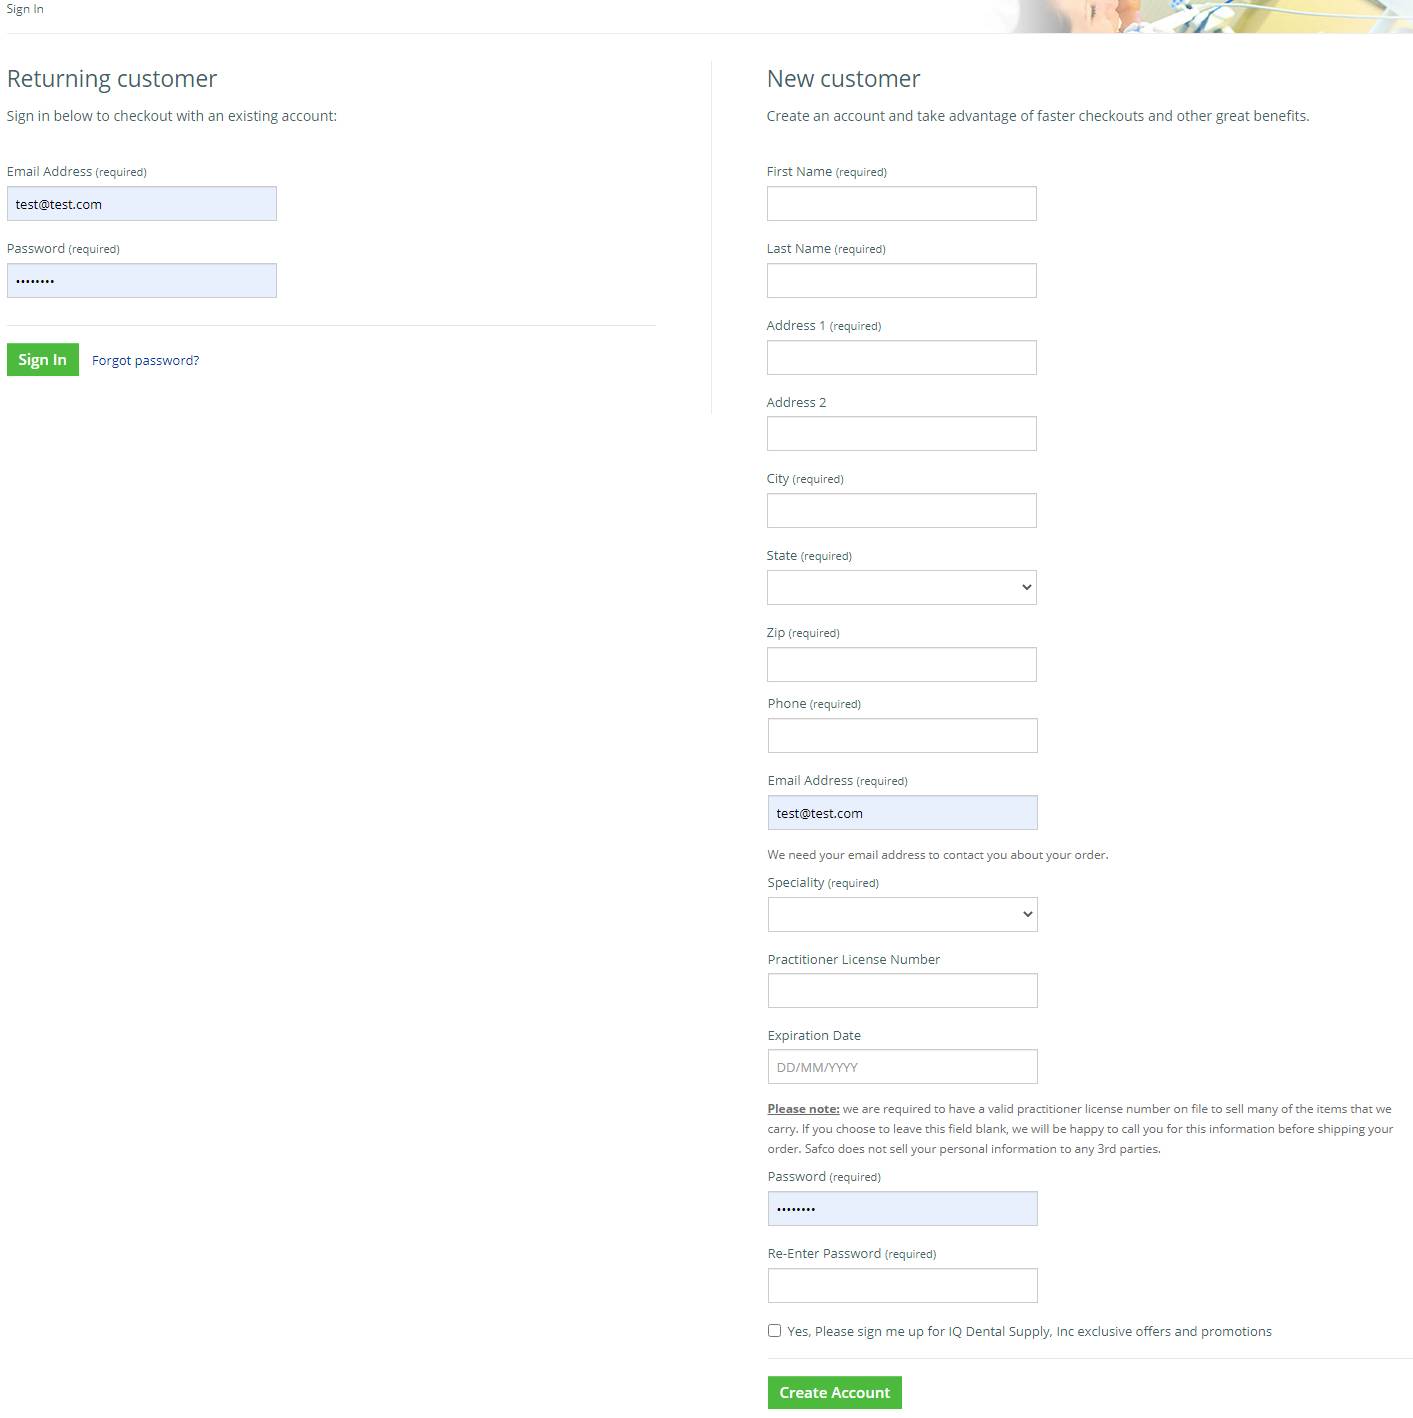 Sign In
Returning customer
Sign in below to checkout with an existing account:
Email Address (required)
test@test.com
Password (required)
••••••••
Sign In
Forgot password?
New customer
Create an account and take advantage of faster checkouts and other great benefits.
First Name (required)
Last Name (required)
Address 1 (required)
Address 2
City (required)
State (required)
Zip (required)
Phone (required)
Email Address (required)
test@test.com
We need your email address to contact you about your order.
Speciality (required)
Practitioner License Number
Expiration Date
DD/MM/YYYY
Please note: we are required to have a valid practitioner license number on file to sell many of the items that we
carry. If you choose to leave this field blank, we will be happy to call you for this information before shipping your
order. Safco does not sell your personal information to any 3rd parties.
Password (required)
••••••••
Re-Enter Password (required)
Yes, Please sign me up for IQ Dental Supply, Inc exclusive offers and promotions
Create Account